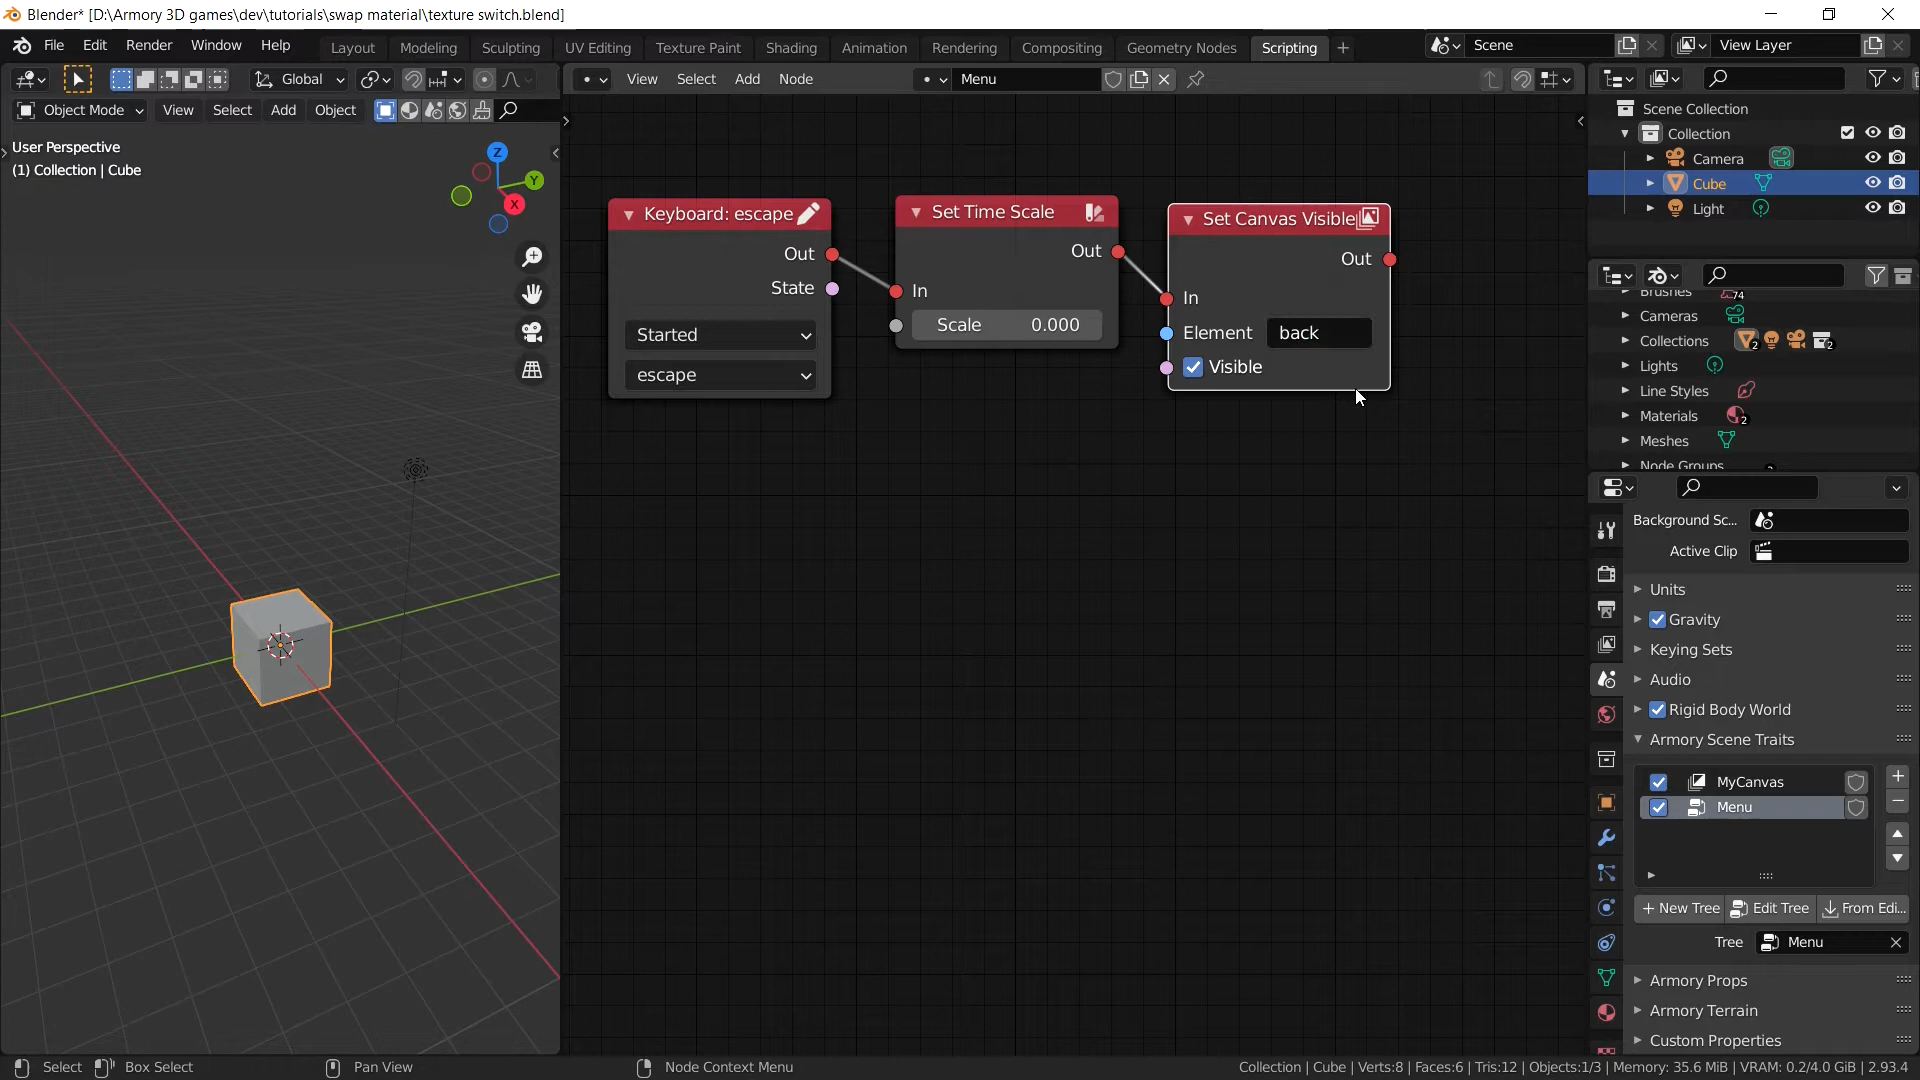 Blender* [D:\Armory 3D games\dev\tutorials\swap material\texture switch.blend]
File Edit Render Window Help Layout Modeling Sculpting UV Editing Texture Paint Shading Animation Rendering Compositing Geometry Nodes Scripting Scene View Layer
Global View Select Add Node Menu
Object Mode View Select Add Object
User Perspective
(1) Collection | Cube
Z
Y
X
Keyboard: escape
Out
State
Started
escape
Set Time Scale
Out
In
Scale 0.000
Set Canvas Visible
Out
In
Element back
Visible
Scene Collection
Collection
Camera
Cube
Light
Brushes 74
Cameras
Collections 2 2
Lights
Line Styles
Materials 2
Meshes
Node Groups
Background Sc...
Active Clip
Units
Gravity
Keying Sets
Audio
Rigid Body World
Armory Scene Traits
MyCanvas
Menu
New Tree Edit Tree From Edi...
Tree Menu
Armory Props
Armory Terrain
Custom Properties
Select Box Select Pan View Node Context Menu Collection | Cube | Verts:8 | Faces:6 | Tris:12 | Objects:1/3 | Memory: 35.6 MiB | VRAM: 0.2/4.0 GiB | 2.93.4